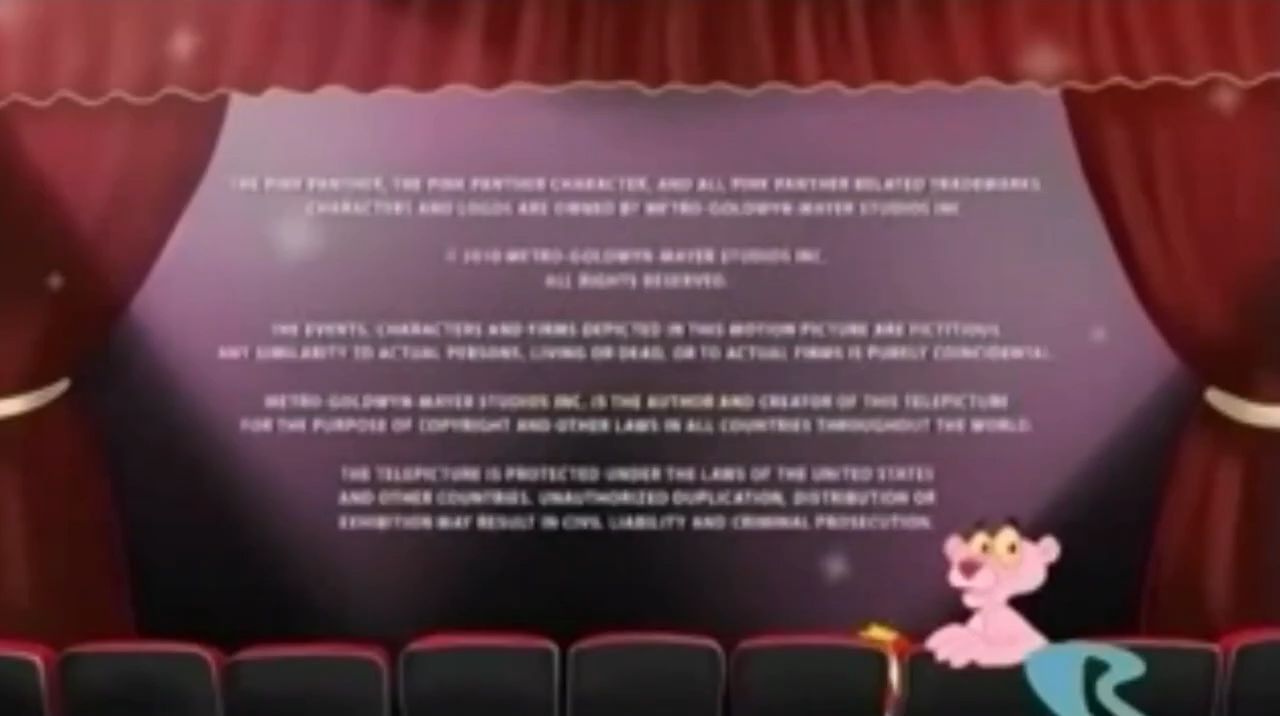 THE PINK PANTHER, THE PINK PANTHER CHARACTER, AND ALL PINK PANTHER RELATED TRADEMARKS
CHARACTERS AND LOGOS ARE OWNED BY METRO-GOLDWYN-MAYER STUDIOS INC
© 2010 METRO-GOLDWYN-MAYER STUDIOS INC.
ALL RIGHTS RESERVED.
THE EVENTS, CHARACTERS AND FIRMS DEPICTED IN THIS MOTION PICTURE ARE FICTITIOUS.
ANY SIMILARITY TO ACTUAL PERSONS, LIVING OR DEAD, OR TO ACTUAL FIRMS IS PURELY COINCIDENTAL.
METRO-GOLDWYN-MAYER STUDIOS INC. IS THE AUTHOR AND CREATOR OF THIS TELEPICTURE
FOR THE PURPOSE OF COPYRIGHT AND OTHER LAWS IN ALL COUNTRIES THROUGHOUT THE WORLD.
THE TELEPICTURE IS PROTECTED UNDER THE LAWS OF THE UNITED STATES
AND OTHER COUNTRIES. UNAUTHORIZED DUPLICATION, DISTRIBUTION OR
EXHIBITION MAY RESULT IN CIVIL LIABILITY AND CRIMINAL PROSECUTION.